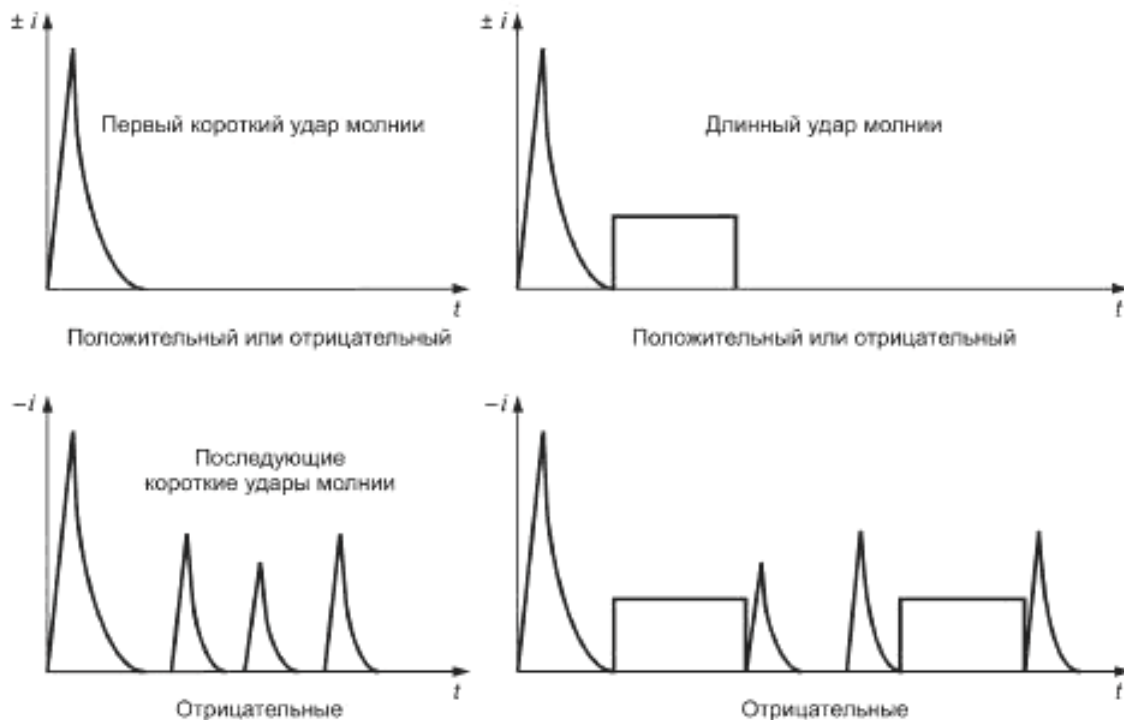 ± i
Первый короткий удар молнии
t
Положительный или отрицательный
± i
Длинный удар молнии
t
Положительный или отрицательный
–i
Последующие
короткие удары молнии
t
Отрицательные
–i
t
Отрицательные